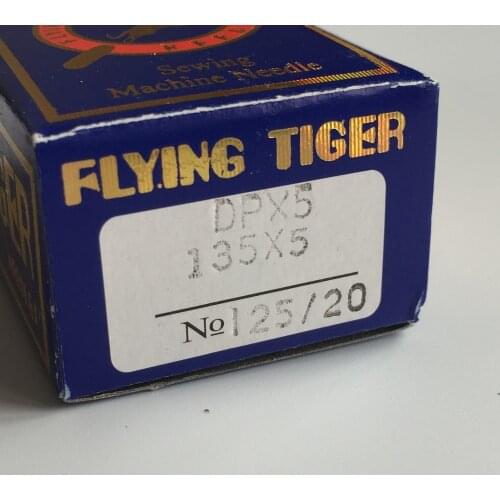 Sewing
Machine Needle
FLYING TIGER
DPX5
135X5
№125/20